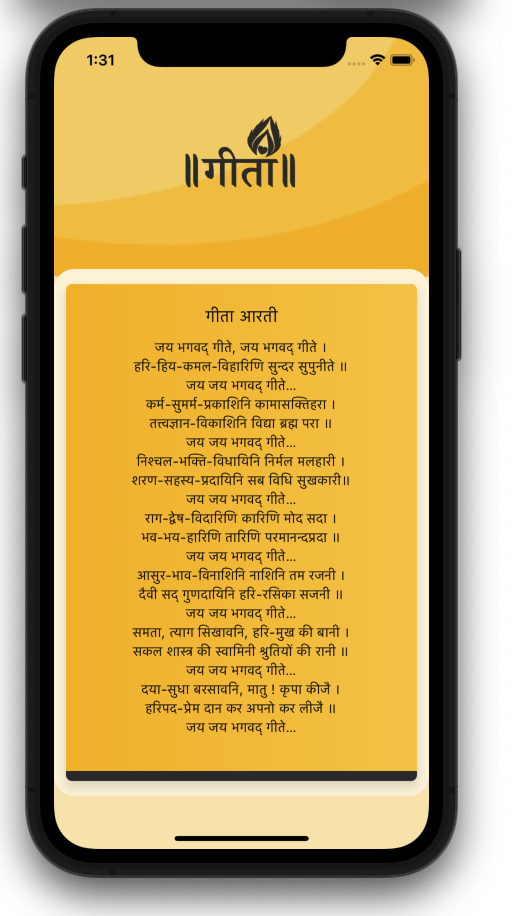 1:31
॥गीता॥
गीता आरती
जय भगवद् गीते, जय भगवद् गीते ।
हरि-हिय-कमल-विहारिणि सुन्दर सुपुनीते ॥
जय जय भगवद् गीते...
कर्म-सुमर्म-प्रकाशिनि कामासक्तिहरा ।
तत्त्वज्ञान-विकाशिनि विद्या ब्रह्म परा ॥
जय जय भगवद् गीते...
निश्चल-भक्ति-विधायिनि निर्मल मलहारी ।
शरण-सहस्य-प्रदायिनि सब विधि सुखकारी॥
जय जय भगवद् गीते...
राग-द्वेष-विदारिणि कारिणि मोद सदा ।
भव-भय-हारिणि तारिणि परमानन्दप्रदा ॥
जय जय भगवद् गीते...
आसुर-भाव-विनाशिनि नाशिनि तम रजनी ।
दैवी सद् गुणदायिनि हरि-रसिका सजनी ॥
जय जय भगवद् गीते...
समता, त्याग सिखावनि, हरि-मुख की बानी ।
सकल शास्त्र की स्वामिनी श्रुतियों की रानी ॥
जय जय भगवद् गीते...
दया-सुधा बरसावनि, मातु ! कृपा कीजै ।
हरिपद-प्रेम दान कर अपनो कर लीजै ॥
जय जय भगवद् गीते...